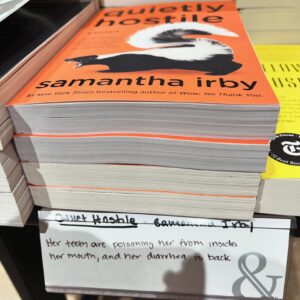 quietly
hostile
ESSAYS
samantha irby
#1 New York Times bestselling author of Wow, No Thank You.
Quiet Hostile - Samantha Irby
Her teeth are poisoning her from inside
her mouth, and her diarrhea is back
&